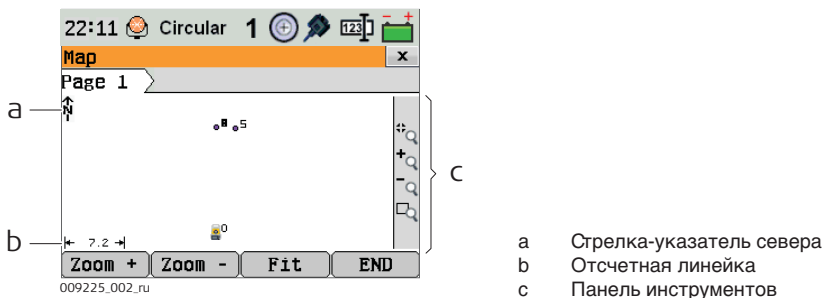 22:11 Circular 1 123
Map x
Page 1
a N
5
c
0
b 7.2
Zoom + Zoom - Fit END
009225_002_ru
a Стрелка-указатель севера
b Отсчетная линейка
c Панель инструментов